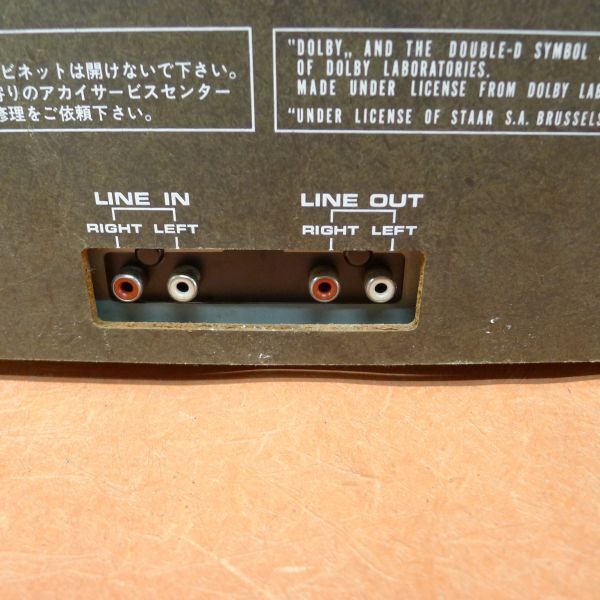 ビネットは開けないで下さい。
りのアカイサービスセンター
修理をご依頼下さい。
"DOLBY,, AND THE DOUBLE-D SYMBOL
OF DOLBY LABORATORIES.
MADE UNDER LICENSE FROM DOLBY LAB
"UNDER LICENSE OF STAAR S.A. BRUSSELS
LINE IN
RIGHT LEFT
LINE OUT
RIGHT LEFT